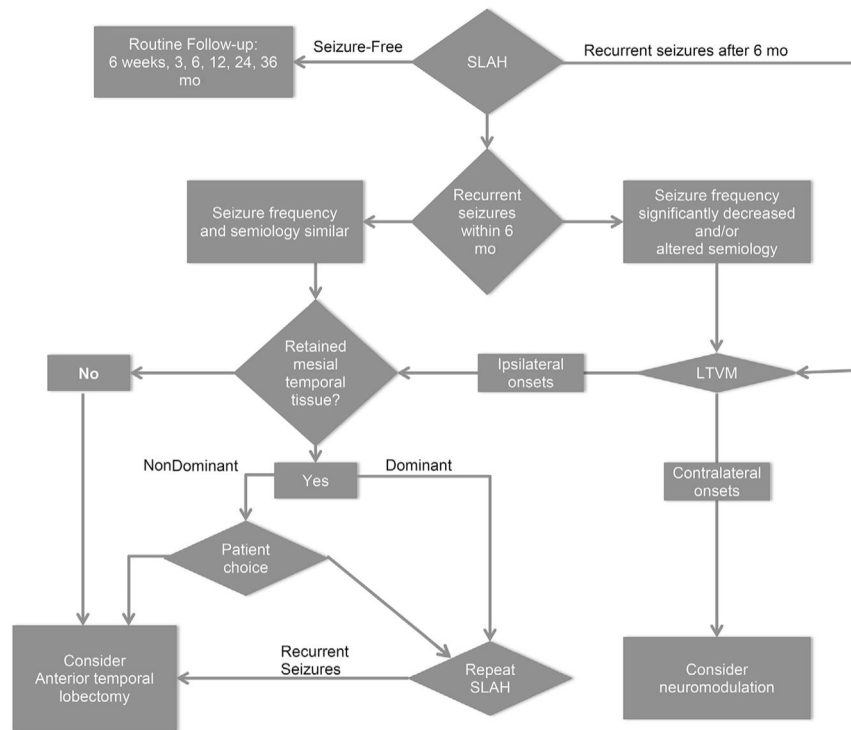 Routine Follow-up:
6 weeks, 3, 6, 12, 24, 36
mo
Seizure-Free
SLAH
Recurrent seizures after 6 mo
Seizure frequency
and semiology similar
Recurrent
seizures
within 6
mo
Seizure frequency
significantly decreased
and/or
altered semiology
No
Retained
mesial
temporal
tissue?
Ipsilateral
onsets
LTVM
NonDominant
Yes
Dominant
Contralateral
onsets
Patient
choice
Consider
Anterior temporal
lobectomy
Recurrent
Seizures
Repeat
SLAH
Consider
neuromodulation